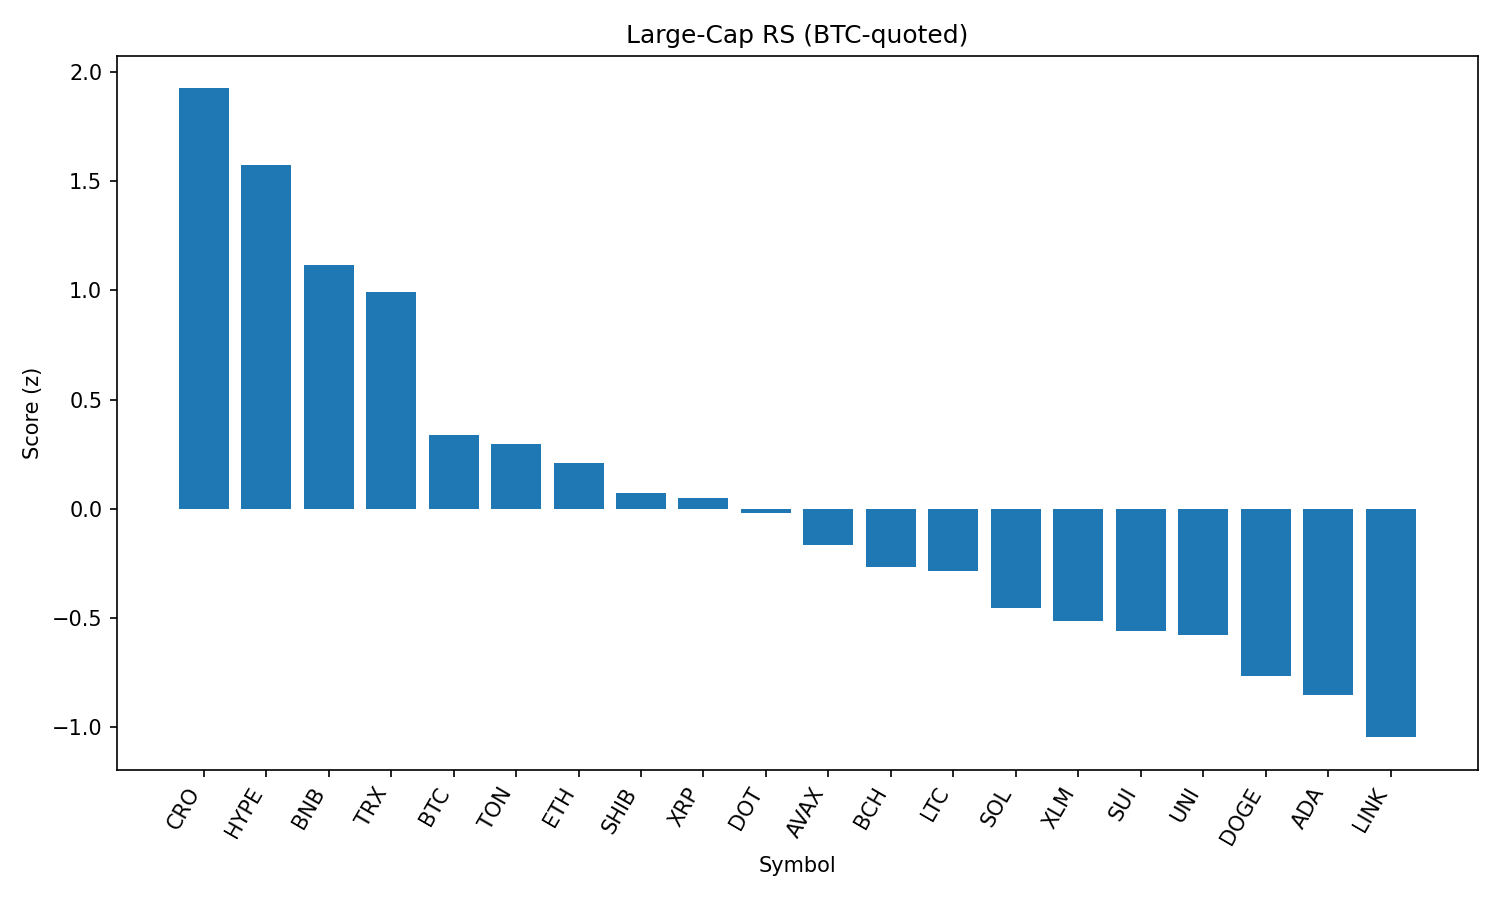 Large-Cap RS (BTC-quoted)
Score (z)
2.0
1.5
1.0
0.5
0.0
−0.5
−1.0
CRO
HYPE
BNB
TRX
BTC
TON
ETH
SHIB
XRP
DOT
AVAX
BCH
LTC
SOL
XLM
SUI
UNI
DOGE
ADA
LINK
Symbol